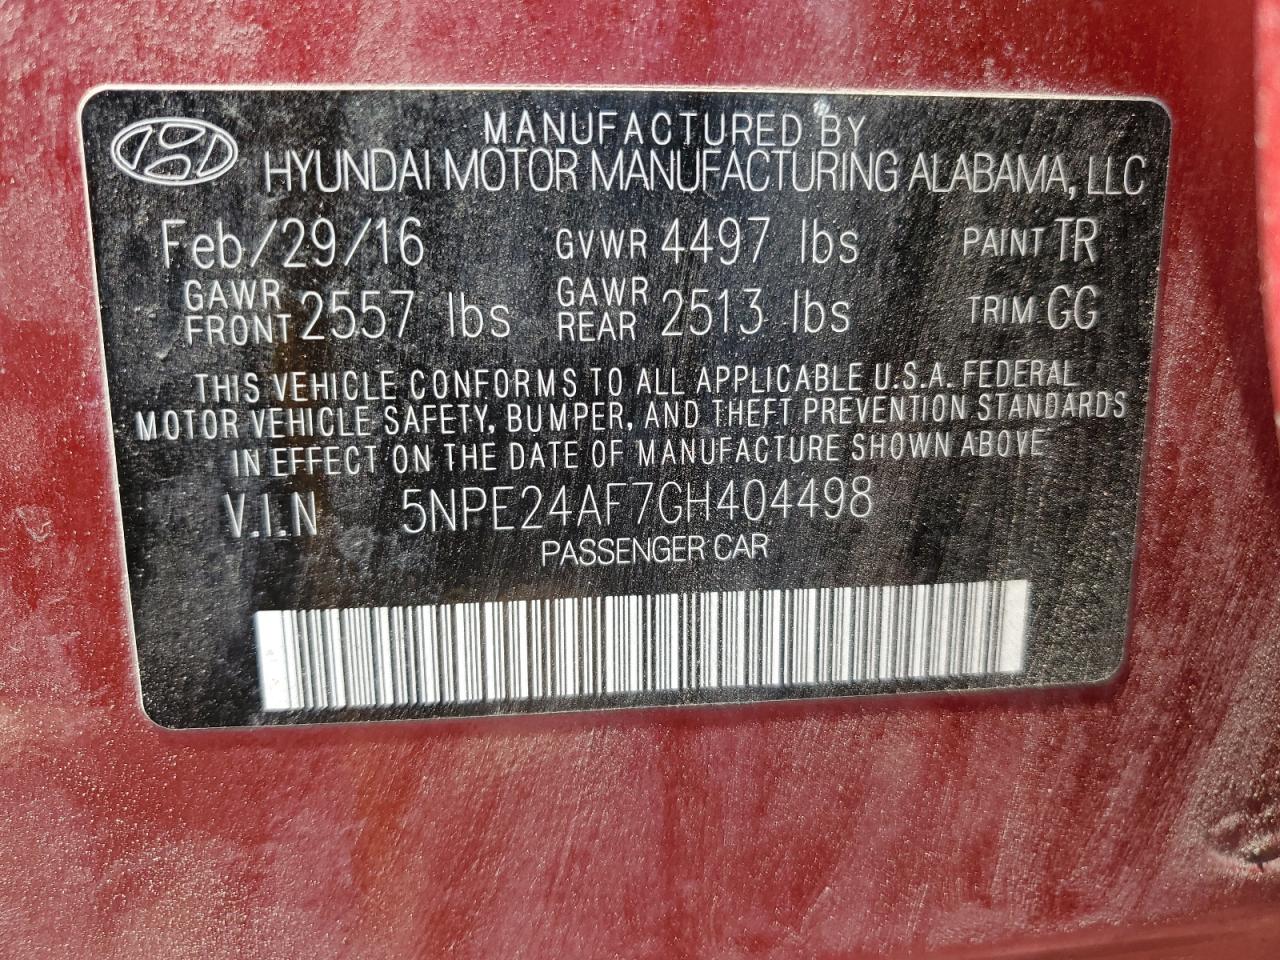 MANUFACTURED BY
HYUNDAI MOTOR MANUFACTURING ALABAMA, LLC
Feb/29/16 GVWR 4497 lbs PAINT TR
GAWR FRONT 2557 lbs GAWR REAR 2513 lbs TRIM GG
THIS VEHICLE CONFORMS TO ALL APPLICABLE U.S.A. FEDERAL
MOTOR VEHICLE SAFETY, BUMPER, AND THEFT PREVENTION STANDARDS
IN EFFECT ON THE DATE OF MANUFACTURE SHOWN ABOVE
V.I.N 5NPE24AF7GH404498
PASSENGER CAR